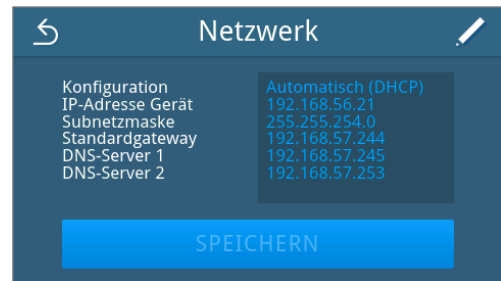 Netzwerk
Konfiguration Automatisch (DHCP)
IP-Adresse Gerät 192.168.56.21
Subnetzmaske 255.255.254.0
Standardgateway 192.168.57.244
DNS-Server 1 192.168.57.245
DNS-Server 2 192.168.57.253
SPEICHERN